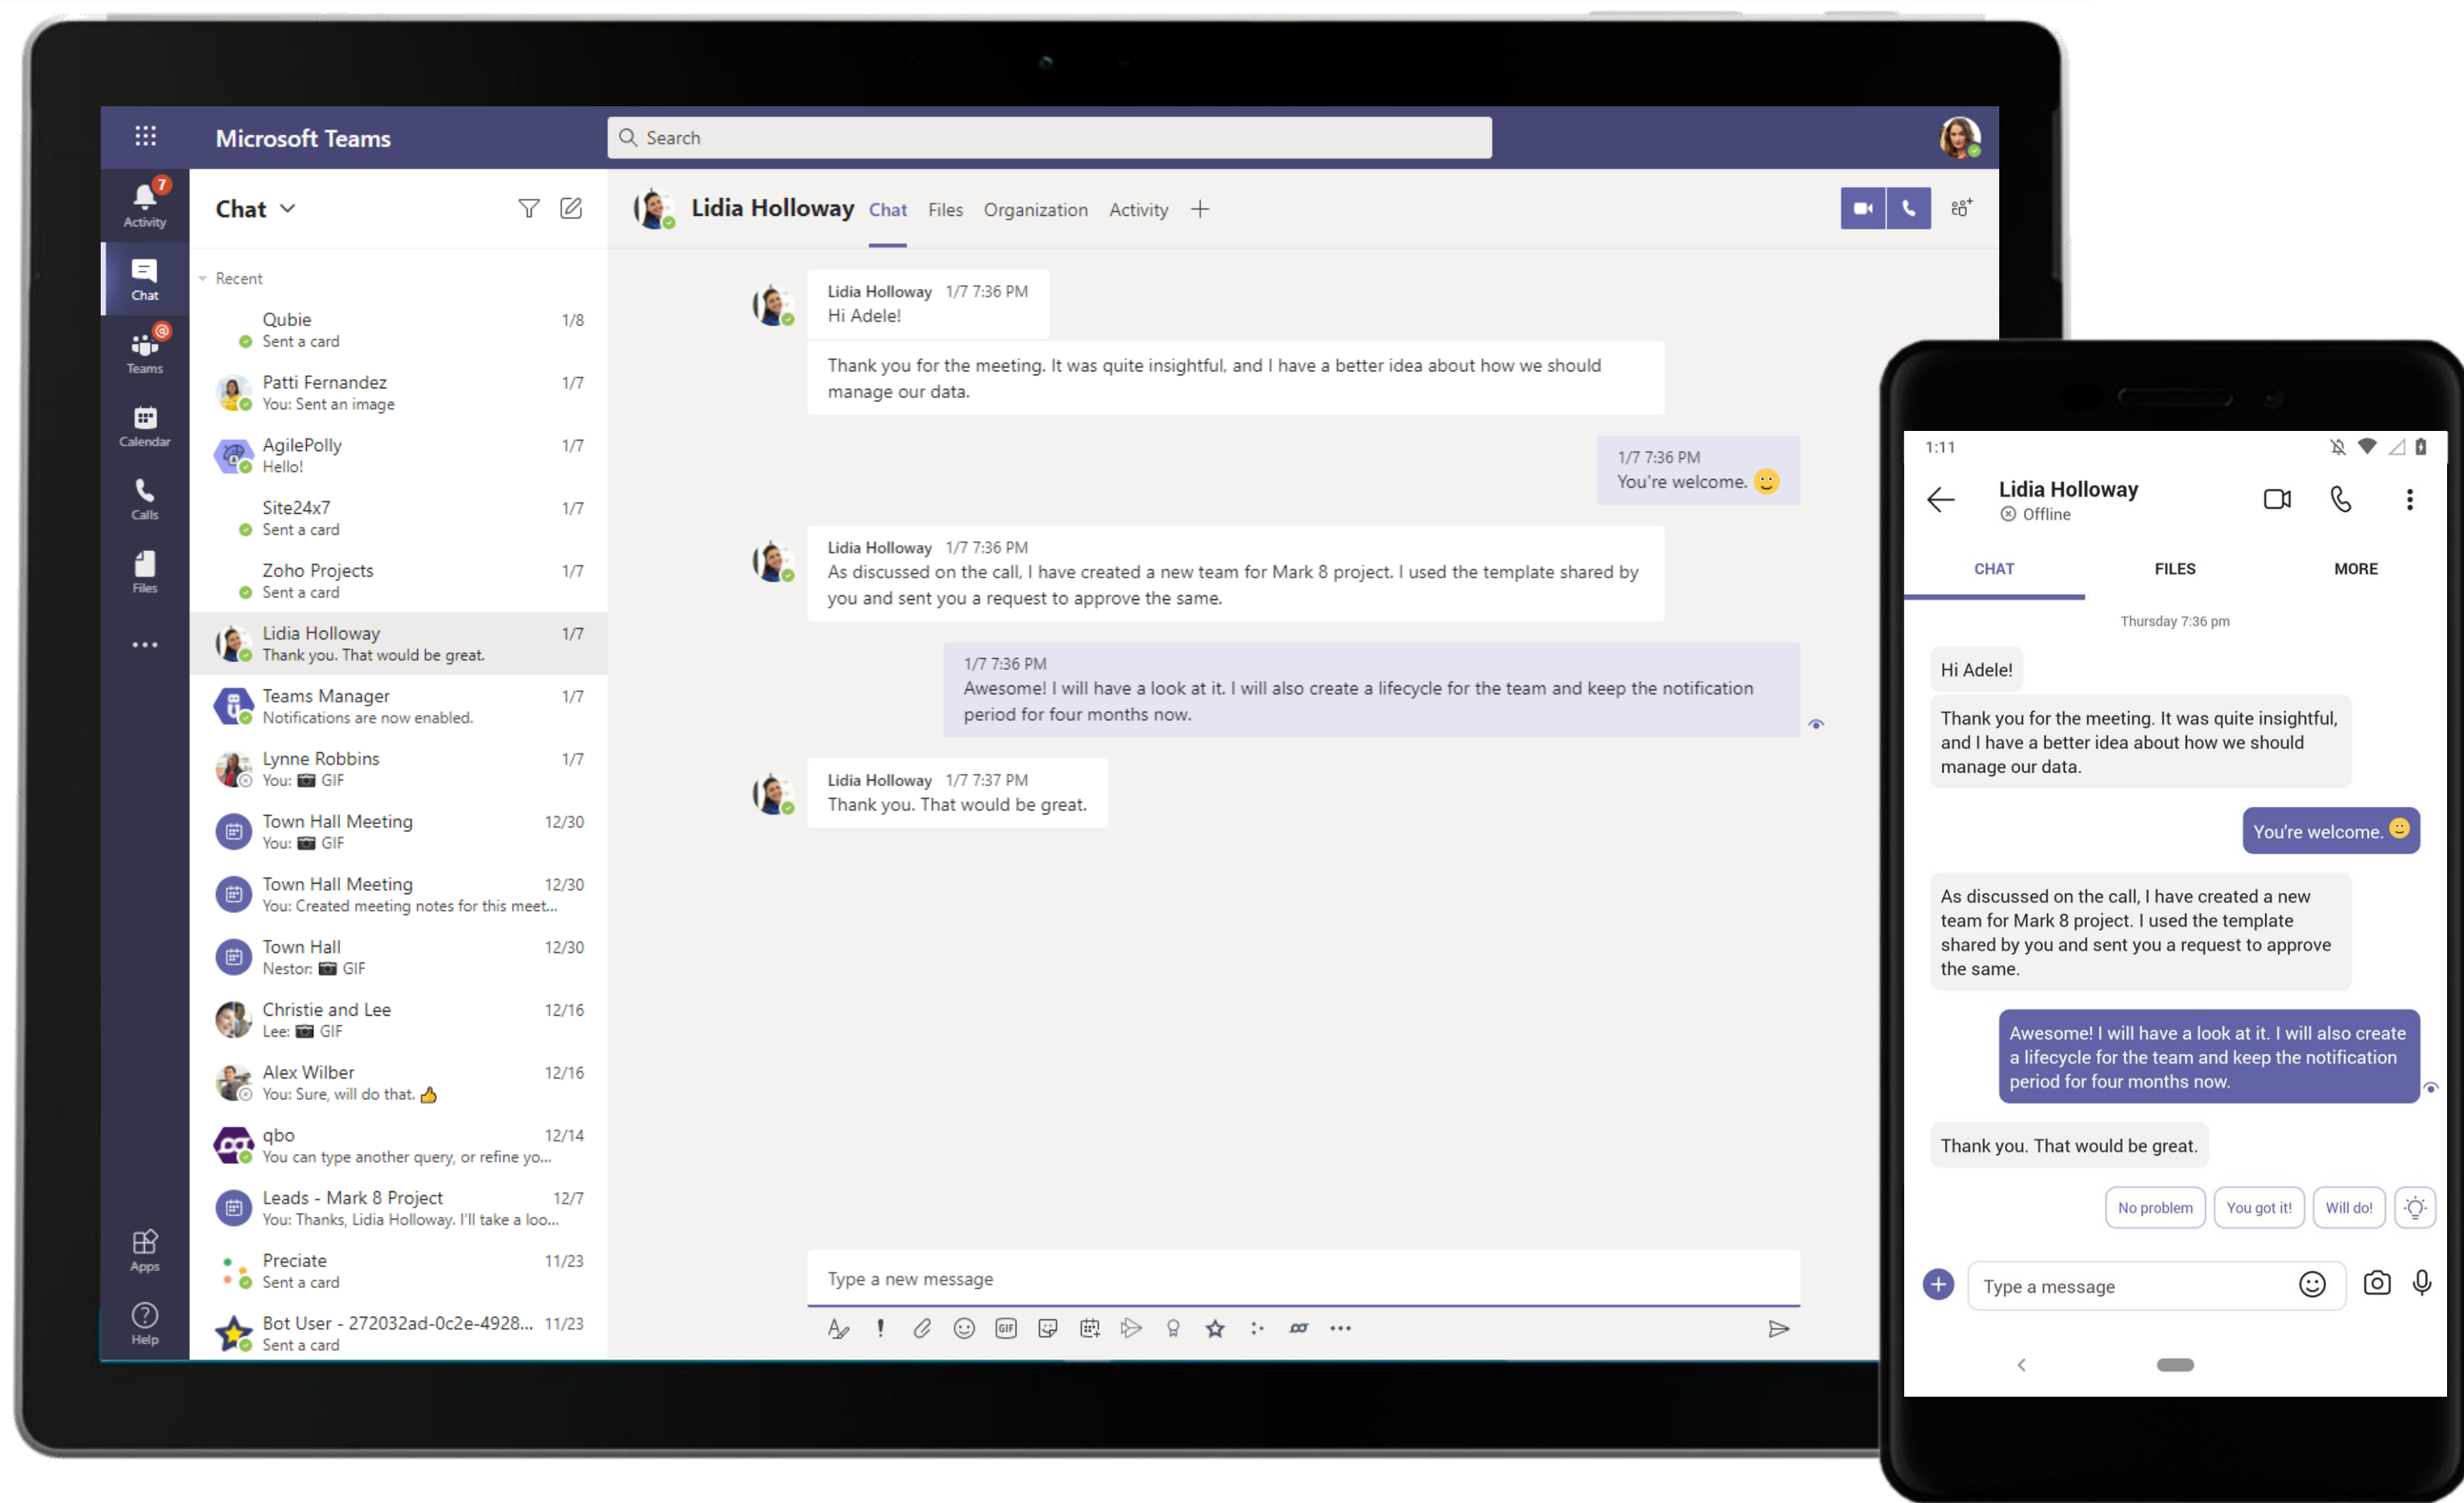 Microsoft Teams
Search
7
Activity
Chat
@
Teams
Calendar
Calls
Files
Apps
Help
Chat
Recent
Qubie 1/8
Sent a card
Patti Fernandez 1/7
You: Sent an image
AgilePolly 1/7
Hello!
Site24x7 1/7
Sent a card
Zoho Projects 1/7
Sent a card
Lidia Holloway 1/7
Thank you. That would be great.
Teams Manager 1/7
Notifications are now enabled.
Lynne Robbins 1/7
You: 📷 GIF
Town Hall Meeting 12/30
You: 📷 GIF
Town Hall Meeting 12/30
You: Created meeting notes for this meet...
Town Hall 12/30
Nestor: 📷 GIF
Christie and Lee 12/16
Lee: 📷 GIF
Alex Wilber 12/16
You: Sure, will do that. 👍
qbo 12/14
You can type another query, or refine yo...
Leads - Mark 8 Project 12/7
You: Thanks, Lidia Holloway. I'll take a loo...
Preciate 11/23
Sent a card
Bot User - 272032ad-0c2e-4928... 11/23
Sent a card
Lidia Holloway Chat Files Organization Activity
Lidia Holloway 1/7 7:36 PM
Hi Adele!
Thank you for the meeting. It was quite insightful, and I have a better idea about how we should
manage our data.
1/7 7:36 PM
You're welcome. 🙂
Lidia Holloway 1/7 7:36 PM
As discussed on the call, I have created a new team for Mark 8 project. I used the template shared by
you and sent you a request to approve the same.
1/7 7:36 PM
Awesome! I will have a look at it. I will also create a lifecycle for the team and keep the notification
period for four months now.
Lidia Holloway 1/7 7:37 PM
Thank you. That would be great.
Type a new message
GIF
1:11
Lidia Holloway
Offline
CHAT FILES MORE
Thursday 7:36 pm
Hi Adele!
Thank you for the meeting. It was quite insightful,
and I have a better idea about how we should
manage our data.
You're welcome. 🙂
As discussed on the call, I have created a new
team for Mark 8 project. I used the template
shared by you and sent you a request to approve
the same.
Awesome! I will have a look at it. I will also create
a lifecycle for the team and keep the notification
period for four months now.
Thank you. That would be great.
No problem You got it! Will do!
Type a message